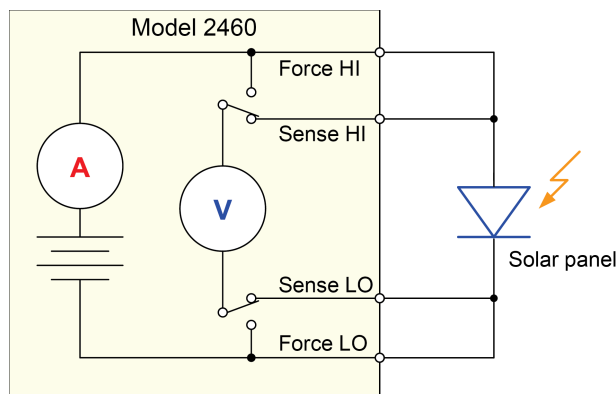 Model 2460
Force HI
Sense HI
A
V
Solar panel
Sense LO
Force LO